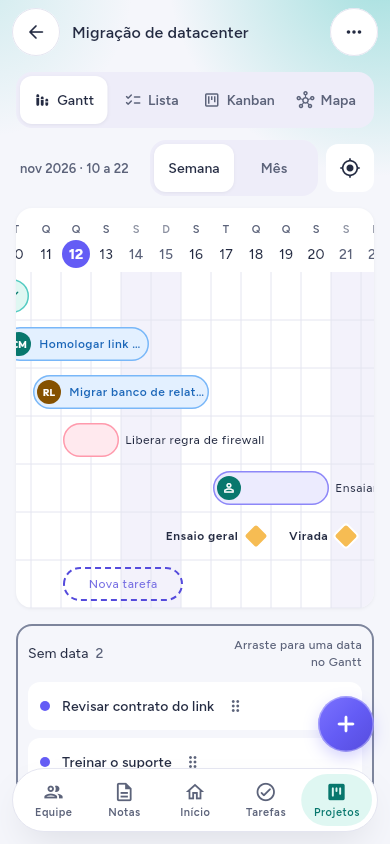 Migração de datacenter
Gantt
Lista
Kanban
Mapa
nov 2026 · 10 a 22
Semana
Mês
Q Q S S D S T Q Q S S
11 12 13 14 15 16 17 18 19 20 21
CM Homologar link ...
RL Migrar banco de relat...
Liberar regra de firewall
Ensaia
Ensaio geral
Virada
Nova tarefa
Sem data 2
Arraste para uma data
no Gantt
Revisar contrato do link
Treinar o suporte
Equipe
Notas
Início
Tarefas
Projetos